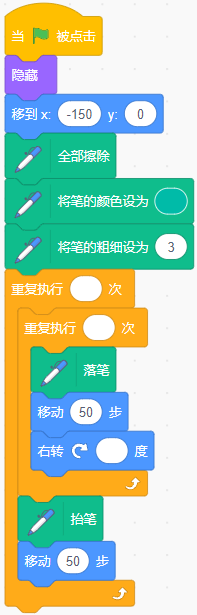 当 被点击
隐藏
移到 x: -150 y: 0
全部擦除
将笔的颜色设为
将笔的粗细设为 3
重复执行 次
重复执行 次
落笔
移动 50 步
右转 度
抬笔
移动 50 步